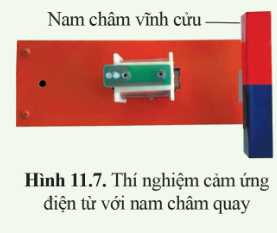 Nam châm vĩnh cửu
Hình 11.7. Thí nghiệm cảm ứng
điện từ với nam châm quay